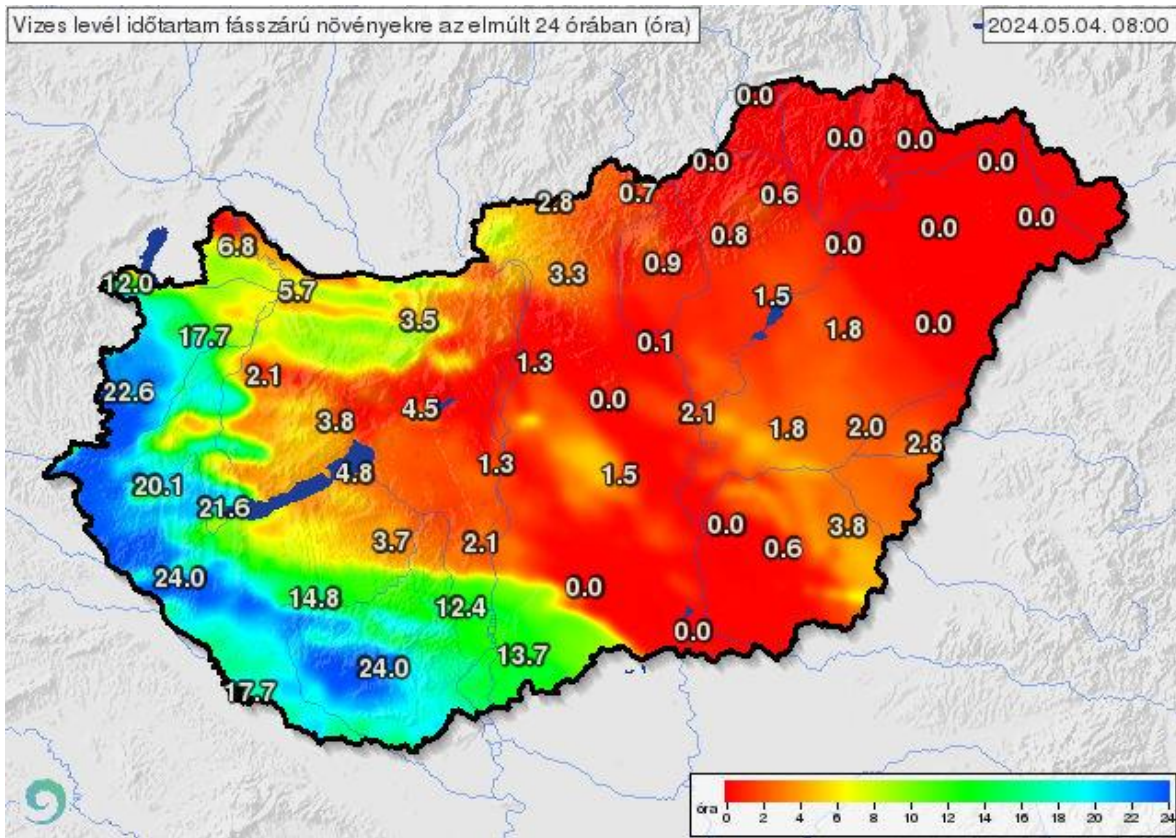 Vizes levél időtartam fásszárú növényekre az elmúlt 24 órában (óra)
2024.05.04. 08:00
0.0
0.0 0.0
0.0 0.0
2.8 0.7 0.6
0.0
6.8 0.8 0.0 0.0
12.0 3.3 0.9
5.7 1.5
17.7 3.5 0.1 1.8 0.0
2.1 1.3
22.6 3.8 4.5 0.0 2.1 1.8 2.0 2.8
20.1 4.8 1.3 1.5
21.6 3.7 2.1 0.0 0.6 3.8
24.0 14.8 12.4 0.0
24.0 13.7 0.0
17.7
óra 0 2 4 6 8 10 12 14 16 18 20 22 24